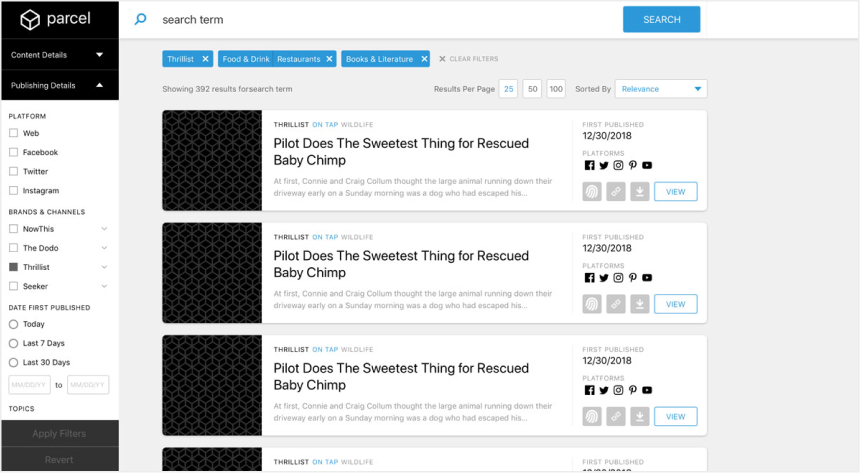 parcel
search term
SEARCH
Content Details
Publishing Details
PLATFORM
Web
Facebook
Twitter
Instagram
BRANDS & CHANNELS
NowThis
The Dodo
Thrillist
Seeker
DATE FIRST PUBLISHED
Today
Last 7 Days
Last 30 Days
MM/DD/YY to MM/DD/YY
TOPICS
Apply Filters
Revert
Thrillist X Food & Drink Restaurants X Books & Literature X X CLEAR FILTERS
Showing 392 results forsearch term
Results Per Page 25 50 100 Sorted By Relevance
THRILLIST ON TAP WILDLIFE
Pilot Does The Sweetest Thing for Rescued
Baby Chimp
At first, Connie and Craig Collum thought the large animal running down their
driveway early on a Sunday morning was a dog who had escaped his...
FIRST PUBLISHED
12/30/2018
PLATFORMS
VIEW
THRILLIST ON TAP WILDLIFE
Pilot Does The Sweetest Thing for Rescued
Baby Chimp
At first, Connie and Craig Collum thought the large animal running down their
driveway early on a Sunday morning was a dog who had escaped his...
FIRST PUBLISHED
12/30/2018
PLATFORMS
VIEW
THRILLIST ON TAP WILDLIFE
Pilot Does The Sweetest Thing for Rescued
Baby Chimp
At first, Connie and Craig Collum thought the large animal running down their
driveway early on a Sunday morning was a dog who had escaped his...
FIRST PUBLISHED
12/30/2018
PLATFORMS
VIEW
THRILLIST ON TAP WILDLIFE
FIRST PUBLISHED